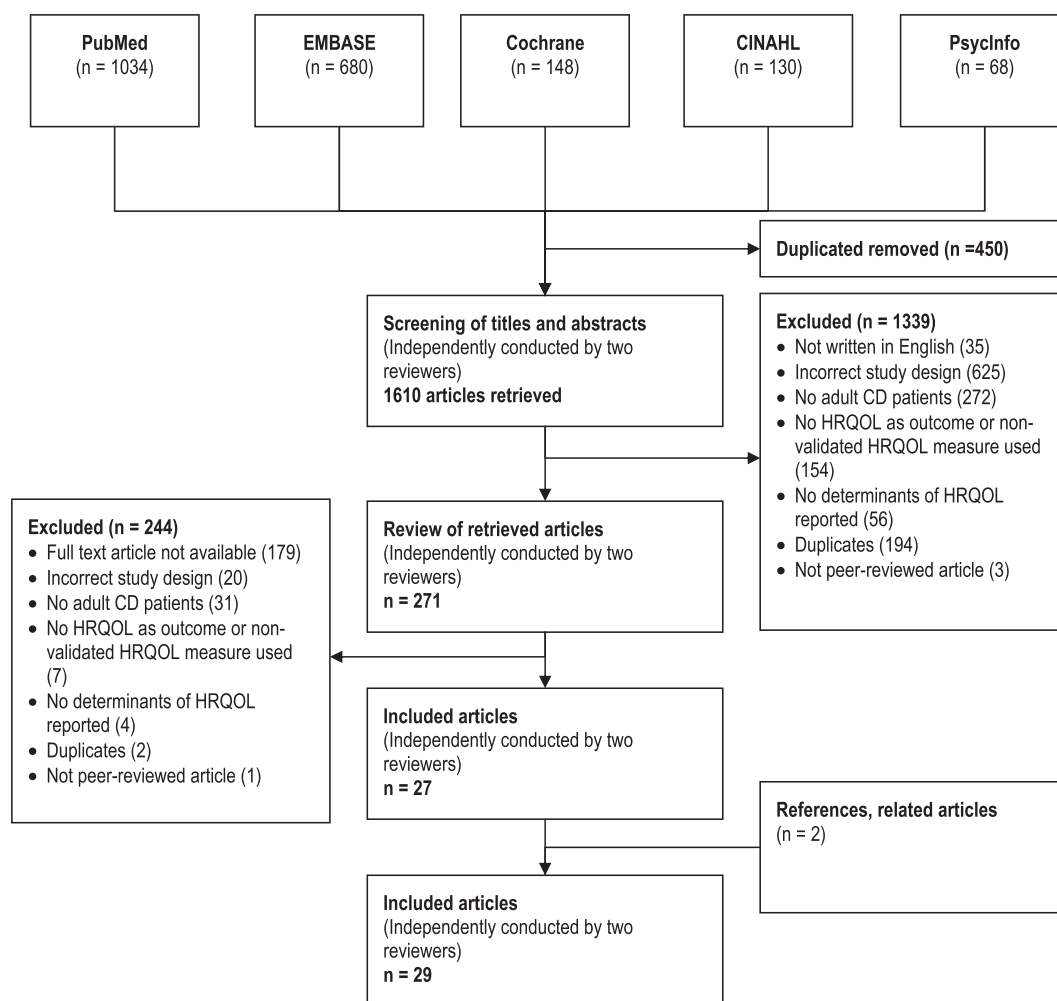 PubMed
(n = 1034)
EMBASE
(n = 680)
Cochrane
(n = 148)
CINAHL
(n = 130)
PsycInfo
(n = 68)
Duplicated removed (n =450)
Screening of titles and abstracts
(Independently conducted by two
reviewers)
1610 articles retrieved
Excluded (n = 1339)
• Not written in English (35)
• Incorrect study design (625)
• No adult CD patients (272)
• No HRQOL as outcome or non-
validated HRQOL measure used
(154)
• No determinants of HRQOL
reported (56)
• Duplicates (194)
• Not peer-reviewed article (3)
Review of retrieved articles
(Independently conducted by two
reviewers)
n = 271
Excluded (n = 244)
• Full text article not available (179)
• Incorrect study design (20)
• No adult CD patients (31)
• No HRQOL as outcome or non-
validated HRQOL measure used
(7)
• No determinants of HRQOL
reported (4)
• Duplicates (2)
• Not peer-reviewed article (1)
Included articles
(Independently conducted by two
reviewers)
n = 27
References, related articles
(n = 2)
Included articles
(Independently conducted by two
reviewers)
n = 29